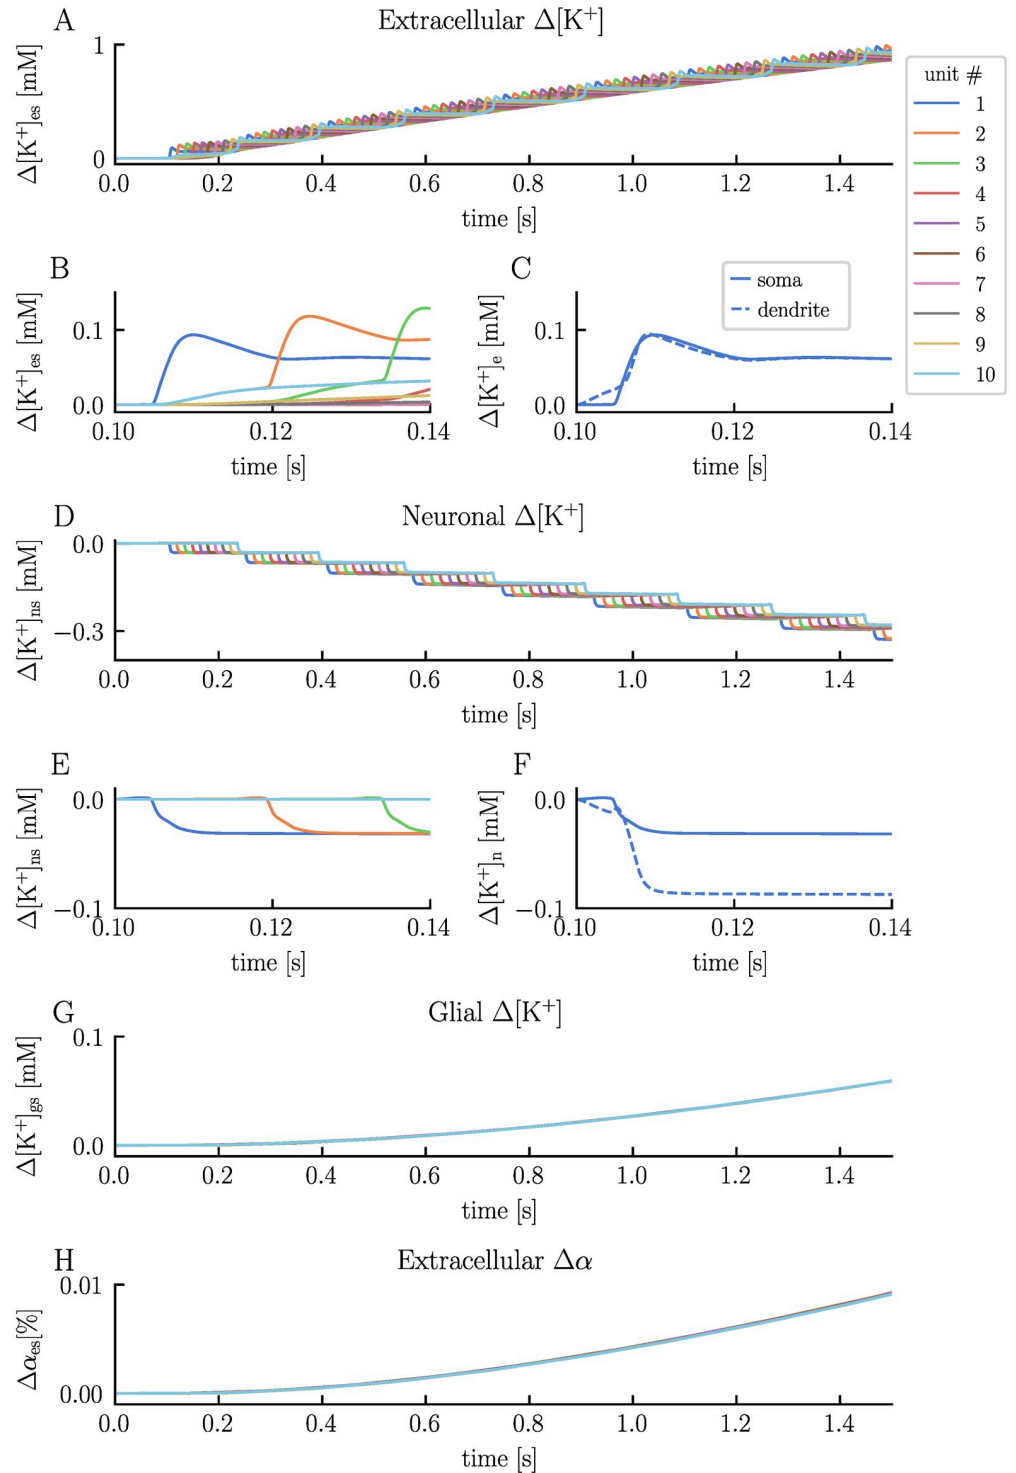 A
Extracellular Δ[K⁺]
Δ[K⁺]es [mM]
1
0
0.0 0.2 0.4 0.6 0.8 1.0 1.2 1.4
time [s]
unit #
1
2
3
4
5
6
7
8
9
10
B
Δ[K⁺]es [mM]
0.1
0.0
0.10 0.12 0.14
time [s]
C
soma
dendrite
Δ[K⁺]e [mM]
0.1
0.0
0.10 0.12 0.14
time [s]
D
Neuronal Δ[K⁺]
Δ[K⁺]ns [mM]
0.0
−0.3
0.0 0.2 0.4 0.6 0.8 1.0 1.2 1.4
time [s]
E
Δ[K⁺]ns [mM]
0.0
−0.1
0.10 0.12 0.14
time [s]
F
Δ[K⁺]n [mM]
0.0
−0.1
0.10 0.12 0.14
time [s]
G
Glial Δ[K⁺]
Δ[K⁺]gs [mM]
0.1
0.0
0.0 0.2 0.4 0.6 0.8 1.0 1.2 1.4
time [s]
H
Extracellular Δα
Δαes[%]
0.01
0.00
0.0 0.2 0.4 0.6 0.8 1.0 1.2 1.4
time [s]